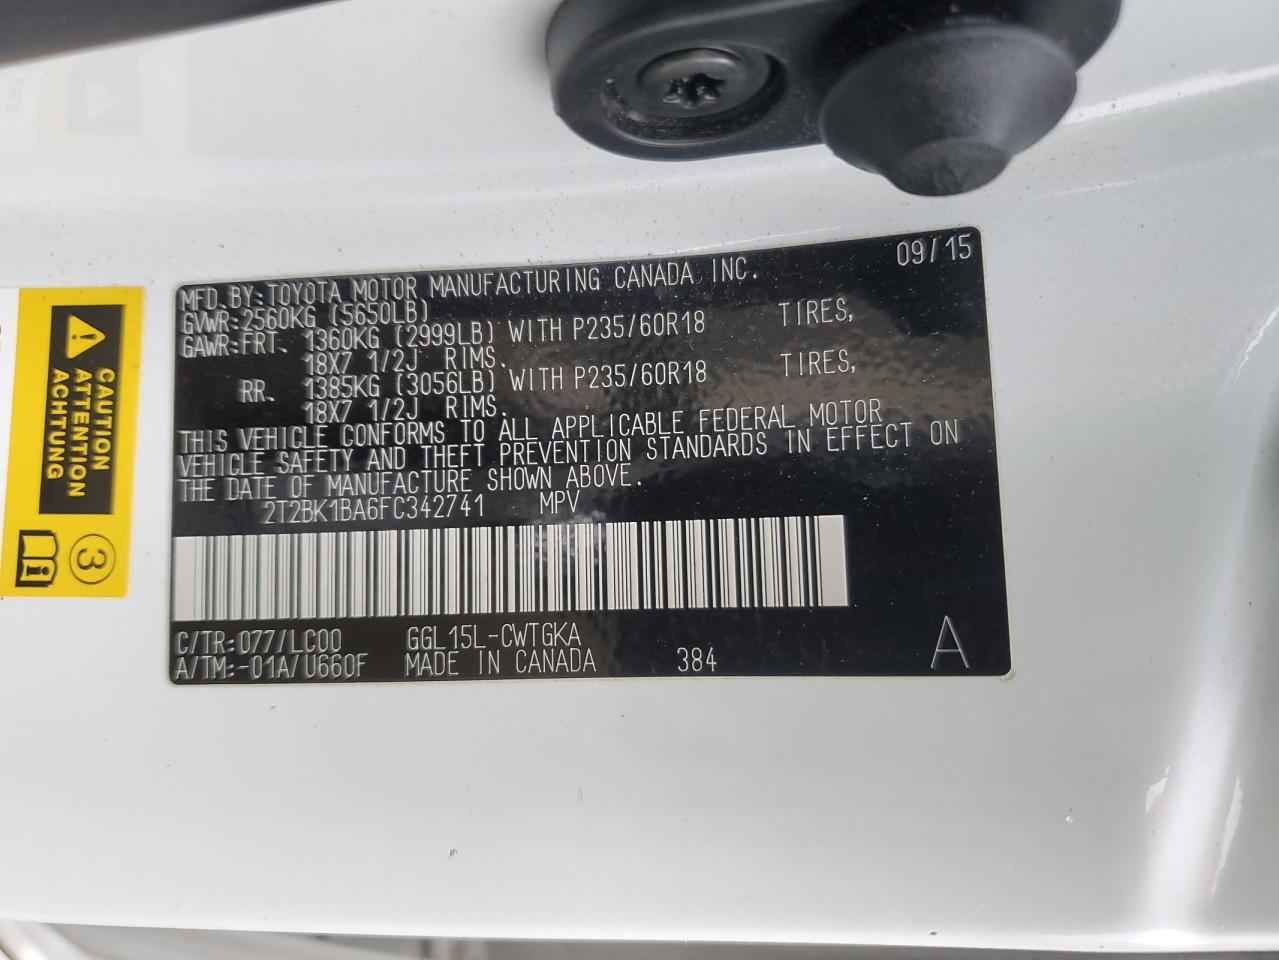 09/15
MFD. BY: TOYOTA MOTOR MANUFACTURING CANADA INC.
GVWR: 2560KG (5650LB)
GAWR: FRT. 1360KG (2999LB) WITH P235/60R18 TIRES,
18X7 1/2J RIMS.
RR. 1385KG (3056LB) WITH P235/60R18 TIRES,
18X7 1/2J RIMS.
THIS VEHICLE CONFORMS TO ALL APPLICABLE FEDERAL MOTOR
VEHICLE SAFETY AND THEFT PREVENTION STANDARDS IN EFFECT ON
THE DATE OF MANUFACTURE SHOWN ABOVE.
2T2BK1BA6FC342741 MPV
C/TR: 077/LC00 GGL15L-CWTGKA
A/TM: -01A/U660F MADE IN CANADA 384 A
CAUTION
ATTENTION
ACHTUNG
3